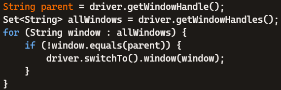 String parent = driver.getWindowHandle();
Set<String> allWindows = driver.getWindowHandles();
for (String window : allWindows) {
    if (!window.equals(parent)) {
        driver.switchTo().window(window);
    }
}